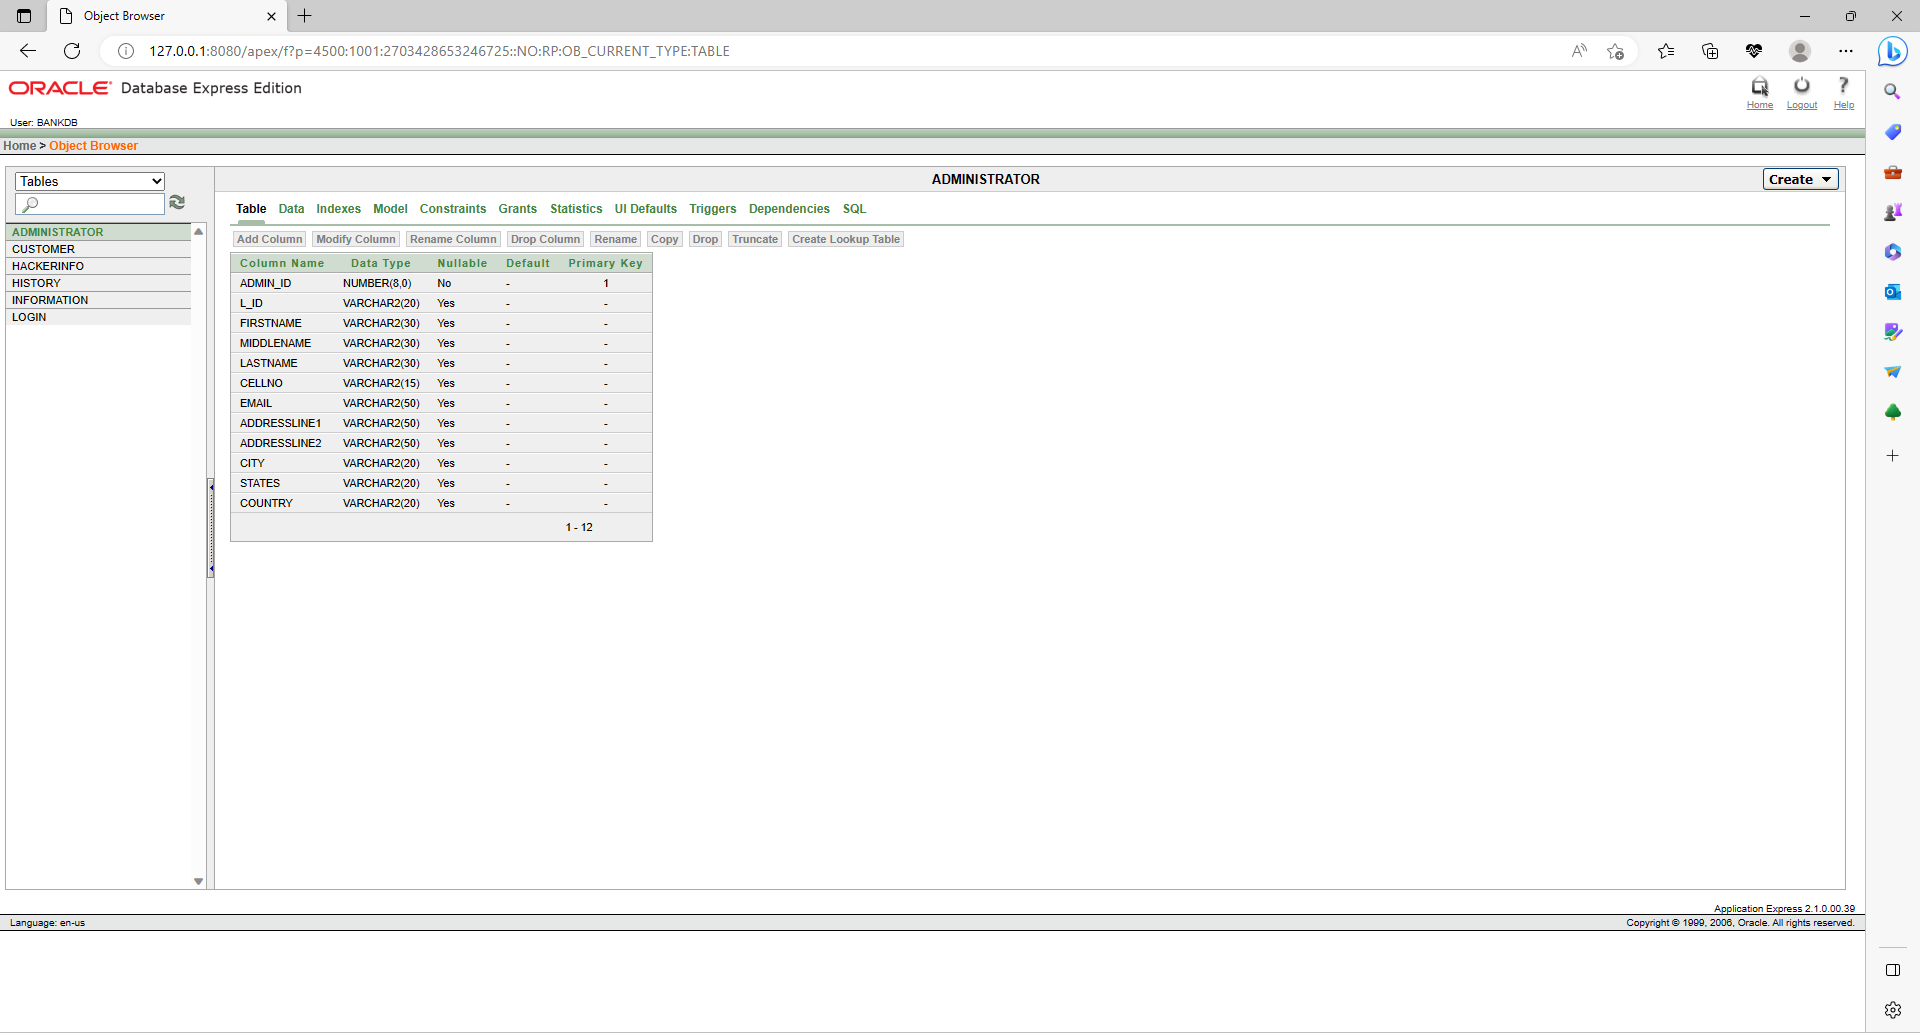 Object Browser
127.0.0.1:8080/apex/f?p=4500:1001:2703428653246725::NO:RP:OB_CURRENT_TYPE:TABLE
ORACLE Database Express Edition
Home Logout Help
User: BANKDB
Home > Object Browser
Tables
ADMINISTRATOR
CUSTOMER
HACKERINFO
HISTORY
INFORMATION
LOGIN
ADMINISTRATOR
Create
Table Data Indexes Model Constraints Grants Statistics UI Defaults Triggers Dependencies SQL
Add Column Modify Column Rename Column Drop Column Rename Copy Drop Truncate Create Lookup Table
Column Name Data Type Nullable Default Primary Key
ADMIN_ID NUMBER(8,0) No - 1
L_ID VARCHAR2(20) Yes - -
FIRSTNAME VARCHAR2(30) Yes - -
MIDDLENAME VARCHAR2(30) Yes - -
LASTNAME VARCHAR2(30) Yes - -
CELLNO VARCHAR2(15) Yes - -
EMAIL VARCHAR2(50) Yes - -
ADDRESSLINE1 VARCHAR2(50) Yes - -
ADDRESSLINE2 VARCHAR2(50) Yes - -
CITY VARCHAR2(20) Yes - -
STATES VARCHAR2(20) Yes - -
COUNTRY VARCHAR2(20) Yes - -
1 - 12
Application Express 2.1.0.00.39
Language: en-us Copyright © 1999, 2006, Oracle. All rights reserved.